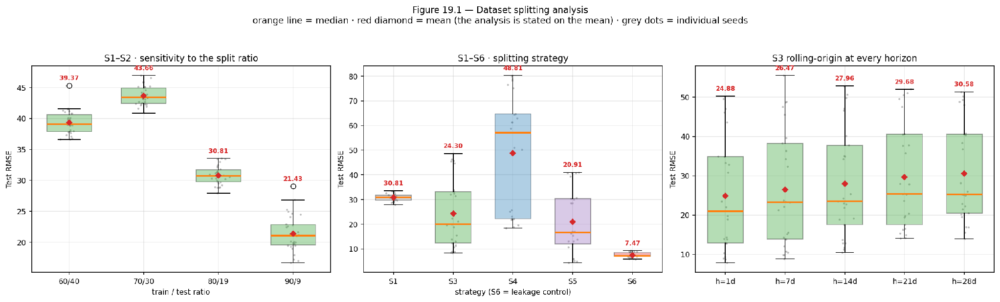 Figure 19.1 — Dataset splitting analysis
orange line = median · red diamond = mean (the analysis is stated on the mean) · grey dots = individual seeds
S1–S2 · sensitivity to the split ratio
Test RMSE
45
40
35
30
25
20
39.37
43.66
30.81
21.43
60/40
70/30
80/19
90/9
train / test ratio
S1–S6 · splitting strategy
Test RMSE
80
70
60
50
40
30
20
10
30.81
24.30
48.81
20.91
7.47
S1
S3
S4
S5
S6
strategy (S6 = leakage control)
S3 rolling-origin at every horizon
Test RMSE
50
40
30
20
10
24.88
26.47
27.96
29.68
30.58
h=1d
h=7d
h=14d
h=21d
h=28d